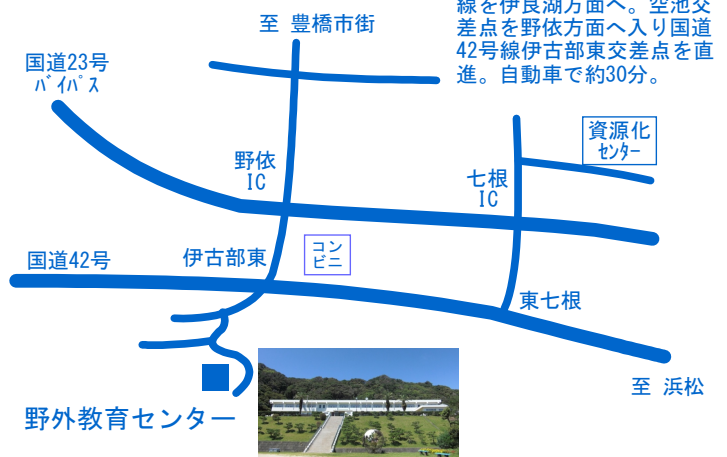 線を伊良湖方面へ。空池交
差点を野依方面へ入り国道
42号線伊古部東交差点を直
進。自動車で約30分。
至 豊橋市街
国道23号
ﾊﾞｲﾊﾟｽ
資源化
ｾﾝﾀｰ
野依
IC
七根
IC
国道42号
伊古部東
コン
ビニ
東七根
至 浜松
野外教育センター